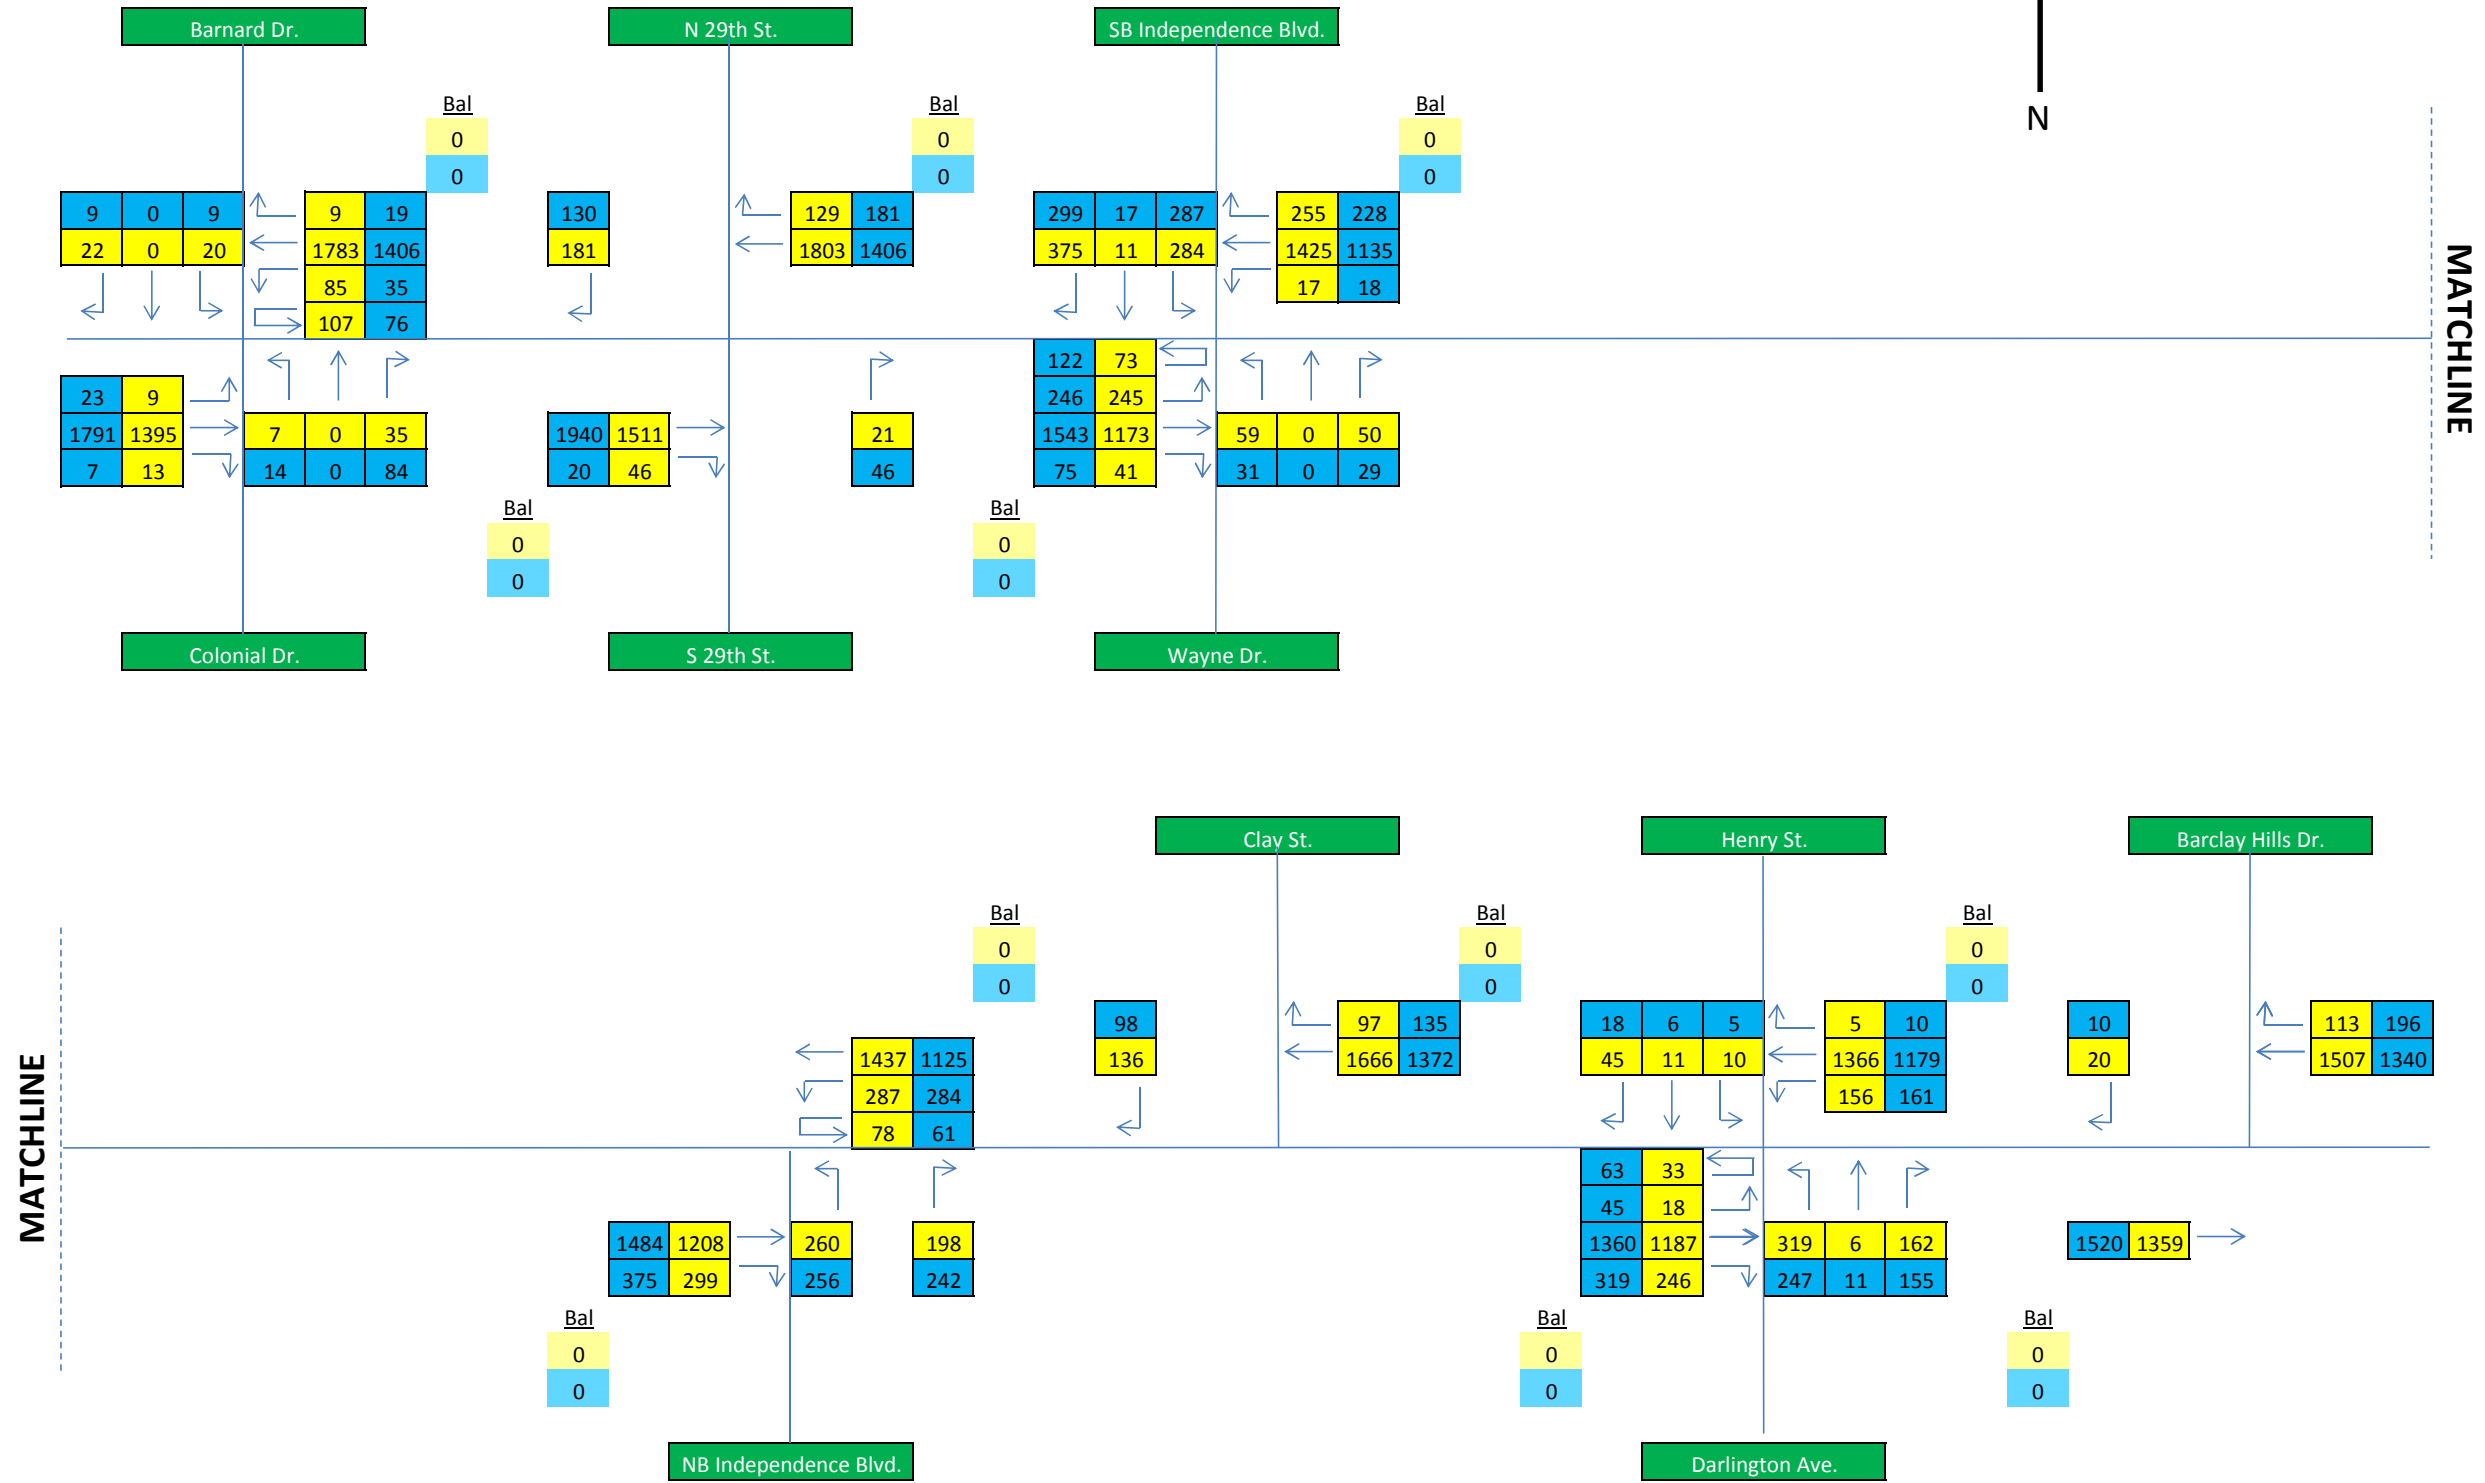 Barnard Dr. N 29th St. SB Independence Blvd.
N
Bal Bal Bal
0 0 0
0 0 0
9 0 9 9 19 130 129 181 299 17 287 255 228
22 0 20 1783 1406 181 1803 1406 375 11 284 1425 1135
85 35 17 18
107 76
122 73
23 9 246 245
1791 1395 7 0 35 1940 1511 21 1543 1173 59 0 50
7 13 14 0 84 20 46 46 75 41 31 0 29
Bal Bal
0 0
0 0
Colonial Dr. S 29th St. Wayne Dr.
MATCHLINE
Clay St. Henry St. Barclay Hills Dr.
Bal Bal Bal
0 0 0
0 0 0
98 97 135 18 6 5 5 10 10 113 196
1437 1125 136 1666 1372 45 11 10 1366 1179 20 1507 1340
287 284 156 161
78 61
63 33
45 18
1484 1208 260 198 1360 1187 319 6 162 1520 1359
375 299 256 242 319 246 247 11 155
Bal Bal Bal
0 0 0
0 0 0
NB Independence Blvd. Darlington Ave.
MATCHLINE